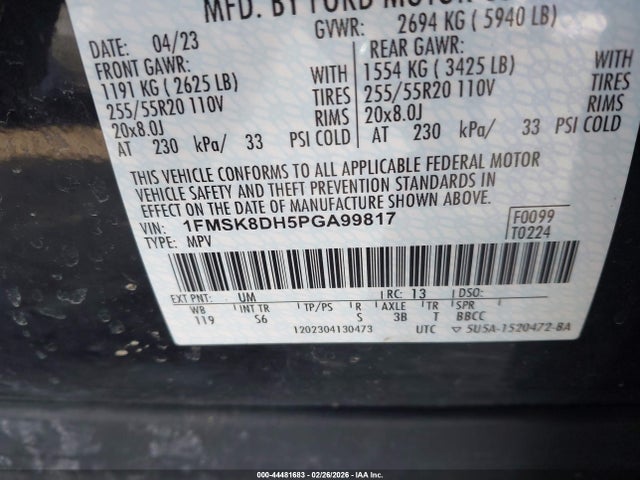 MFD. BY FORD MOTOR
DATE: 04/23 GVWR: 2694 KG ( 5940 LB)
FRONT GAWR: REAR GAWR:
1191 KG ( 2625 LB) WITH 1554 KG ( 3425 LB) WITH
255/55R20 110V TIRES 255/55R20 110V TIRES
20x8.0J RIMS 20x8.0J RIMS
AT 230 kPa/ 33 PSI COLD AT 230 kPa/ 33 PSI COLD
THIS VEHICLE CONFORMS TO ALL APPLICABLE FEDERAL MOTOR
VEHICLE SAFETY AND THEFT PREVENTION STANDARDS IN
EFFECT ON THE DATE OF MANUFACTURE SHOWN ABOVE.
VIN: 1FMSK8DH5PGA99817 F0099
TYPE: MPV T0224
EXT PNT: UM RC: 13 DSO:
WB INT TR TP/PS R AXLE TR SPR
119 S6 S 3B T BBCC
1202304130473 UTC ▽ 5U5A-1520472-BA
000-44481683 - 02/26/2026 - IAA Inc.